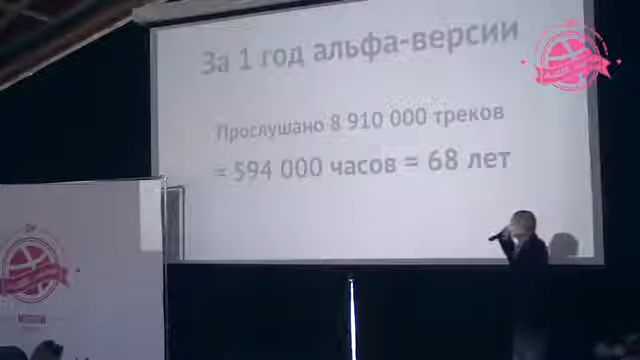 За 1 год альфа-версии
Прослушано 8 910 000 треков
= 594 000 часов = 68 лет